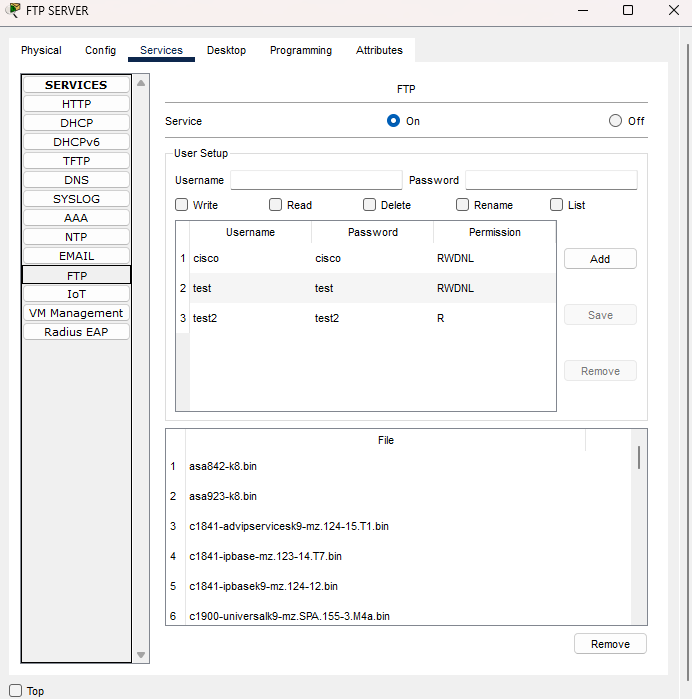 FTP SERVER
Physical Config Services Desktop Programming Attributes
SERVICES
HTTP
DHCP
DHCPv6
TFTP
DNS
SYSLOG
AAA
NTP
EMAIL
FTP
IoT
VM Management
Radius EAP
FTP
Service On Off
User Setup
Username Password
Write Read Delete Rename List
Username Password Permission
1 cisco cisco RWDNL
2 test test RWDNL
3 test2 test2 R
Add
Save
Remove
File
1 asa842-k8.bin
2 asa923-k8.bin
3 c1841-advipservicesk9-mz.124-15.T1.bin
4 c1841-ipbase-mz.123-14.T7.bin
5 c1841-ipbasek9-mz.124-12.bin
6 c1900-universalk9-mz.SPA.155-3.M4a.bin
Remove
Top